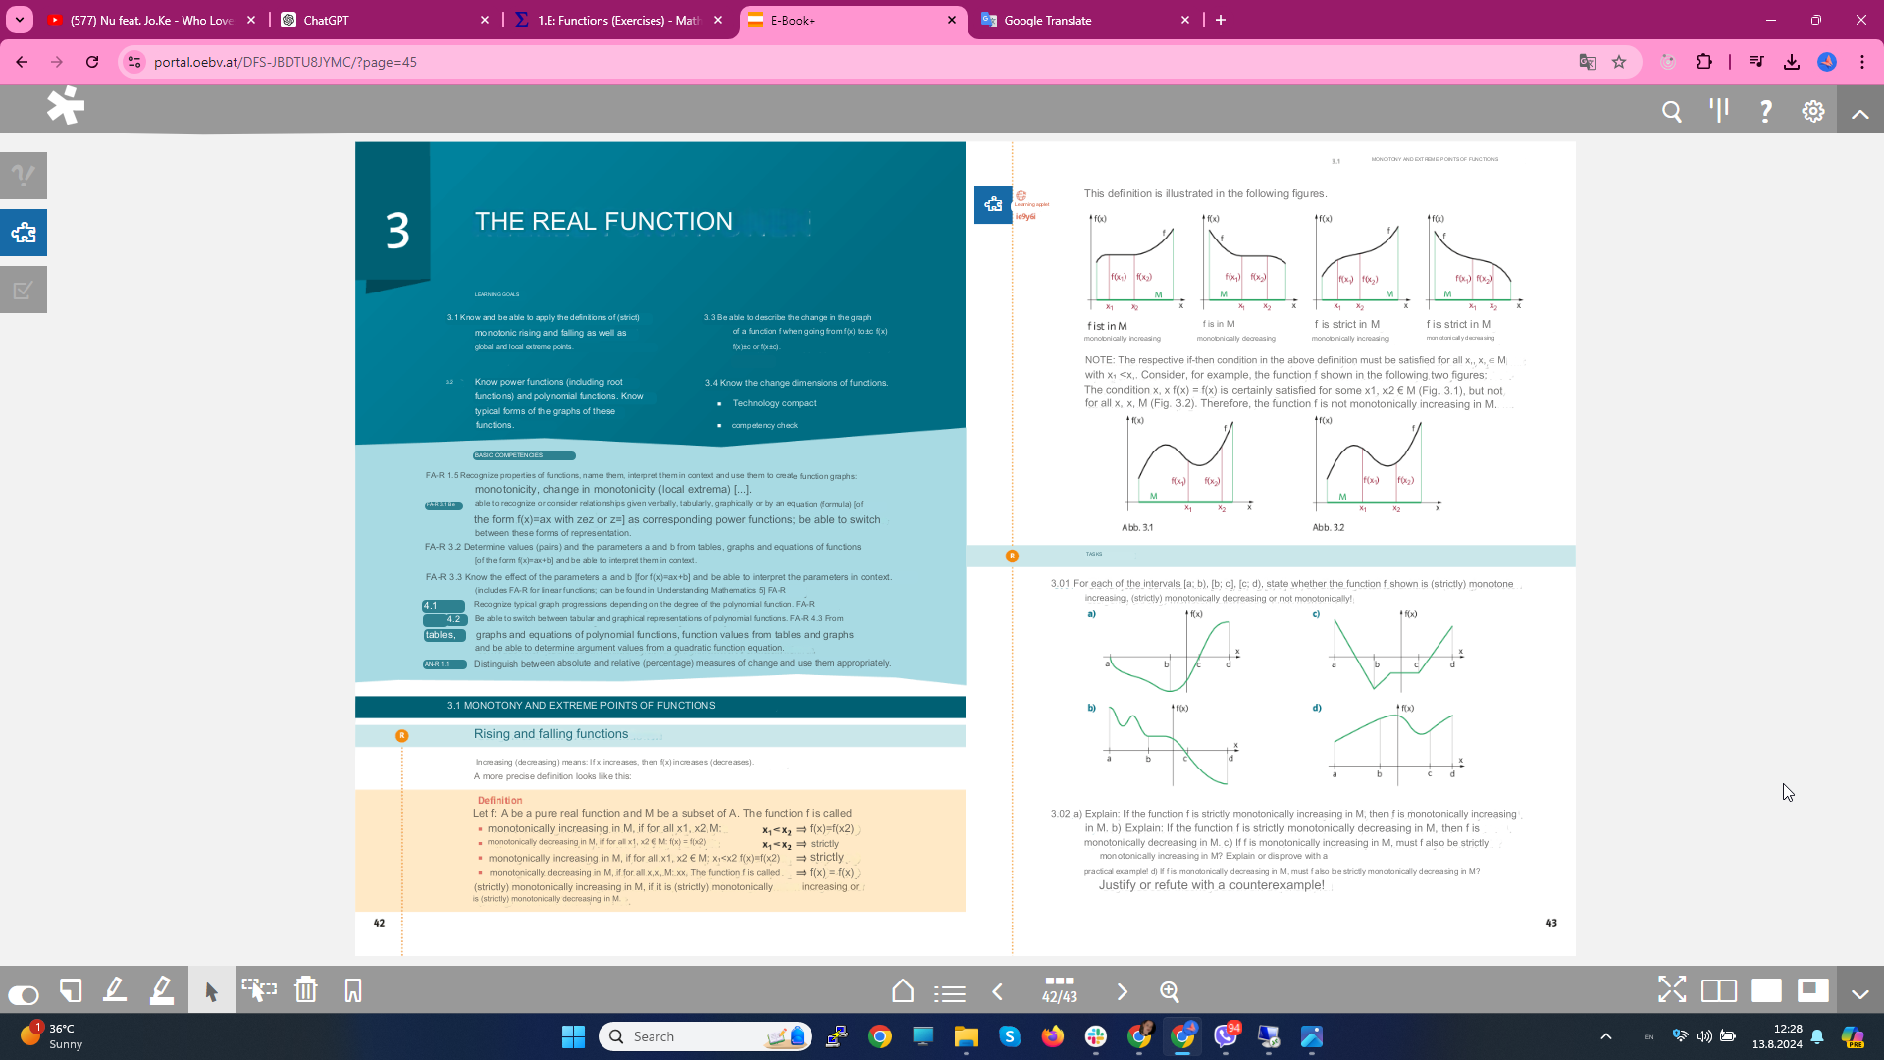 (577) Nu feat. Jo.Ke - Who Love
ChatGPT
1.E: Functions (Exercises) - Math
E-Book+
Google Translate
portal.oebv.at/DFS-JBDTU8JYMC/?page=45
3
THE REAL FUNCTION
LEARNING GOALS
3.1 Know and be able to apply the definitions of (strict)
monotonic rising and falling as well as
global and local extreme points.
3.2
Know power functions (including root
functions) and polynomial functions. Know
typical forms of the graphs of these
functions.
3.3 Be able to describe the change in the graph
of a function f when going from f(x) to±c f(x)
f(x)±c or f(x±c).
3.4 Know the change dimensions of functions.
Technology compact
competency check
BASIC COMPETENCIES
FA-R 1.5 Recognize properties of functions, name them, interpret them in context and use them to create function graphs:
monotonicity, change in monotonicity (local extrema) [...].
FA-R 3.1 Be able to recognize or consider relationships given verbally, tabularly, graphically or by an equation (formula) [of
the form f(x)=ax with zez or z=] as corresponding power functions; be able to switch
between these forms of representation.
FA-R 3.2 Determine values (pairs) and the parameters a and b from tables, graphs and equations of functions
[of the form f(x)=ax+b] and be able to interpret them in context.
FA-R 3.3 Know the effect of the parameters a and b [for f(x)=ax+b] and be able to interpret the parameters in context.
(includes FA-R for linear functions; can be found in Understanding Mathematics 5] FA-R
4.1 Recognize typical graph progressions depending on the degree of the polynomial function. FA-R
4.2 Be able to switch between tabular and graphical representations of polynomial functions. FA-R 4.3 From
tables, graphs and equations of polynomial functions, function values from tables and graphs
and be able to determine argument values from a quadratic function equation.
AN-R 1.1 Distinguish between absolute and relative (percentage) measures of change and use them appropriately.
3.1 MONOTONY AND EXTREME POINTS OF FUNCTIONS
R Rising and falling functions
Increasing (decreasing) means: If x increases, then f(x) increases (decreases).
A more precise definition looks like this:
Definition
Let f: A be a pure real function and M be a subset of A. The function f is called
monotonically increasing in M, if for all x1, x2,M: x₁ < x₂ ⇒ f(x)=f(x2)
monotonically decreasing in M, if for all x1, x2 € M: f(x) = f(x2) x₁ < x₂ ⇒ strictly
monotonically increasing in M, if for all x1, x2 € M; x₁<x2 f(x)=f(x2) ⇒ strictly
monotonically decreasing in M, if for all x,x, M:.xx, The function f is called ⇒ f(x) = f(x)
(strictly) monotonically increasing in M, if it is (strictly) monotonically increasing or
is (strictly) monotonically decreasing in M.
42
3.1 MONOTONY AND EXTREME POINTS OF FUNCTIONS
Learning applet
ie9y6i
This definition is illustrated in the following figures.
f(x) f(x) f(x) f(x)
f f f f
f(x₁) f(x₂) f(x₁) f(x₂) f(x₁) f(x₂) f(x₁) f(x₂)
M M M M
x₁ x₂ x x₁ x₂ x x₁ x₂ x x₁ x₂ x
f ist in M f is in M f is strict in M f is strict in M
monotonically increasing monotonically decreasing monotonically increasing monotonically decreasing
NOTE: The respective if-then condition in the above definition must be satisfied for all x,, x, ∈ M
with x₁ <x,. Consider, for example, the function f shown in the following two figures:
The condition x, x f(x) = f(x) is certainly satisfied for some x1, x2 € M (Fig. 3.1), but not
for all x, x, M (Fig. 3.2). Therefore, the function f is not monotonically increasing in M.
f(x) f(x)
f f
f(x₁) f(x₂) f(x₁) f(x₂)
M M
x₁ x₂ x x₁ x₂ x
Abb. 3.1 Abb. 3.2
R TASKS
3.01 For each of the intervals [a; b), [b; c], [c; d), state whether the function f shown is (strictly) monotone
increasing, (strictly) monotonically decreasing or not monotonically!
a) f(x) c) f(x)
x x
a b c c a b c d
b) f(x) d) f(x)
x x
a b c d a b c d
3.02 a) Explain: If the function f is strictly monotonically increasing in M, then f is monotonically increasing
in M. b) Explain: If the function f is strictly monotonically decreasing in M, then f is
monotonically decreasing in M. c) If f is monotonically increasing in M, must f also be strictly
monotonically increasing in M? Explain or disprove with a
practical example! d) If f is monotonically decreasing in M, must f also be strictly monotonically decreasing in M?
Justify or refute with a counterexample!
43
42/43
1
36°C
Sunny
Search
94
EN
12:28
13.8.2024
PRE